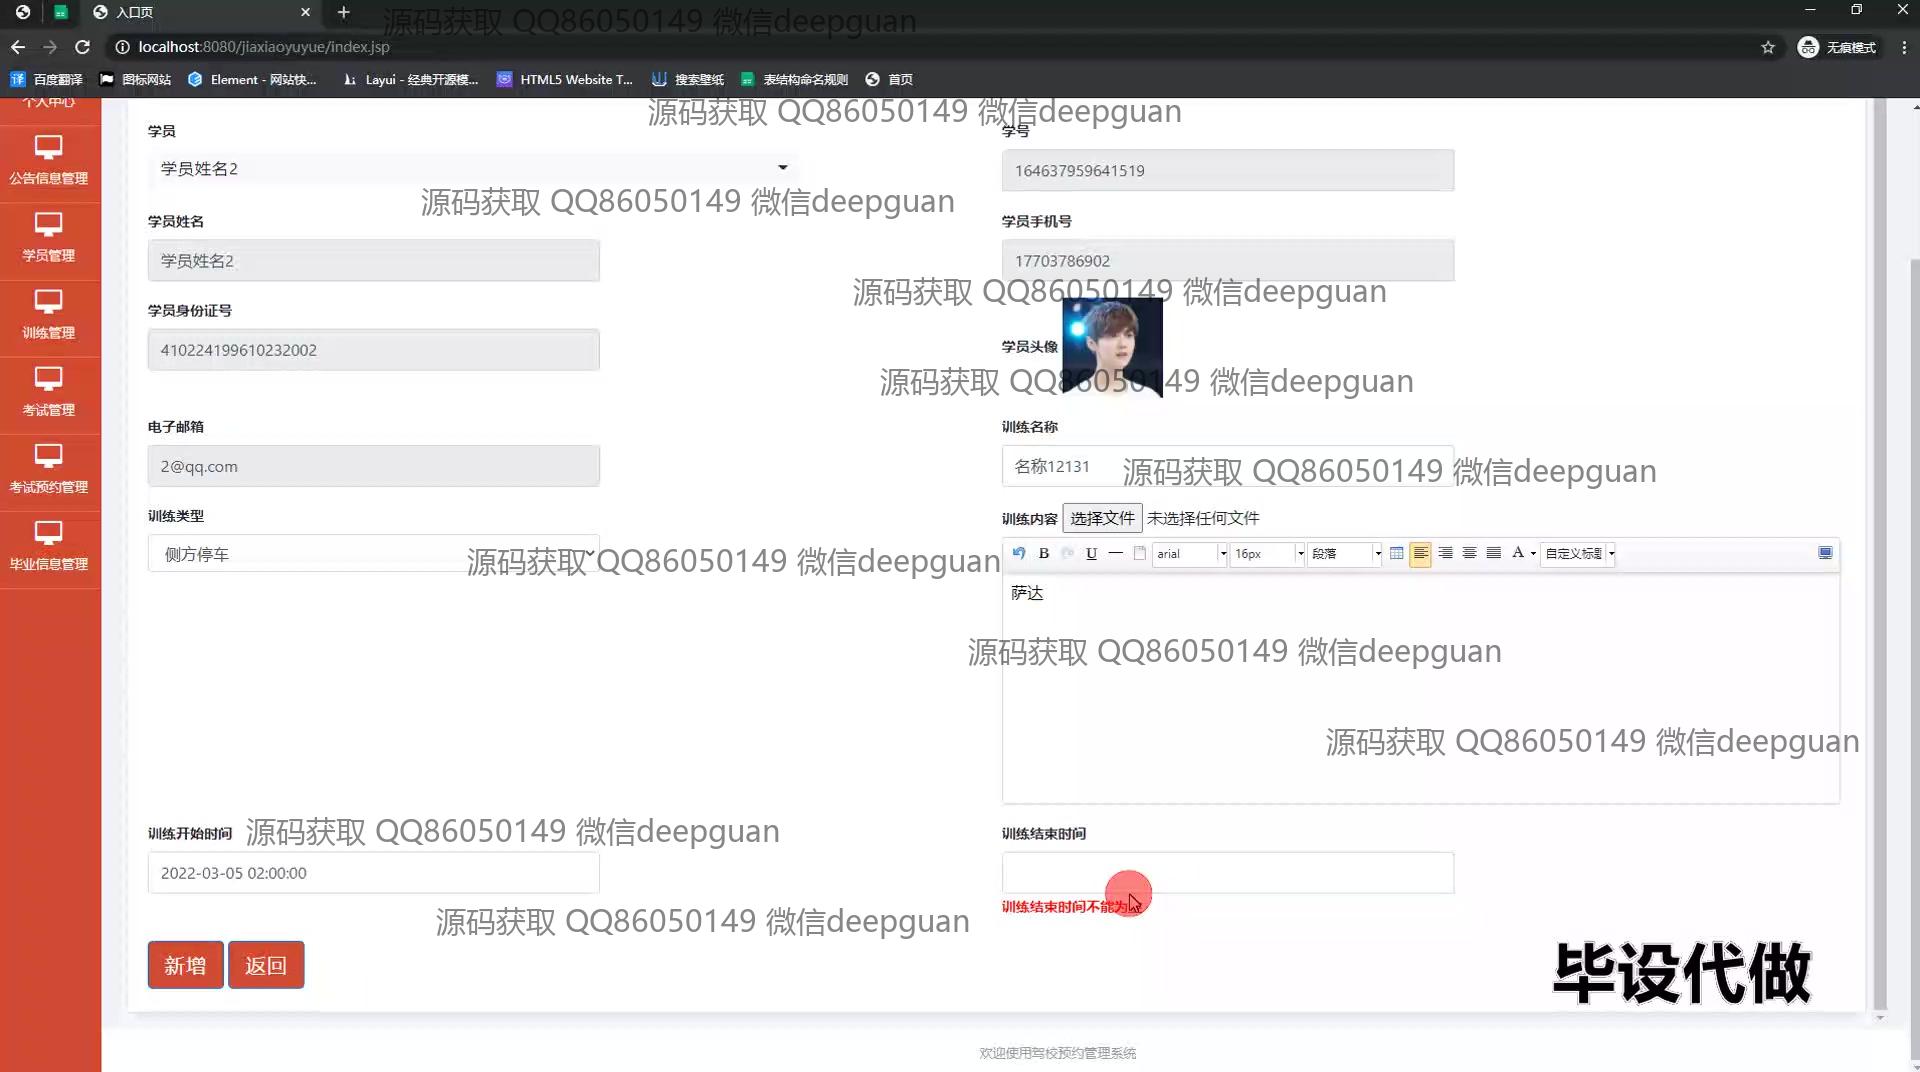 入口页
源码获取 QQ86050149 微信deepguan
localhost:8080/jiaxiaoyuyue/index.jsp
无痕模式
百度翻译
图标网站
Element - 网站快...
Layui - 经典开源模...
HTML5 Website T...
搜索壁纸
表结构命名规则
首页
个人中心
源码获取 QQ86050149 微信deepguan
学员
学号
学员姓名2
164637959641519
公告信息管理
源码获取 QQ86050149 微信deepguan
学员姓名
学员手机号
学员姓名2
17703786902
学员管理
源码获取 QQ86050149 微信deepguan
学员身份证号
410224199610232002
学员头像
训练管理
源码获取 QQ86050149 微信deepguan
考试管理
电子邮箱
训练名称
2@qq.com
名称12131
源码获取 QQ86050149 微信deepguan
考试预约管理
训练类型
训练内容 选择文件 未选择任何文件
侧方停车
源码获取 QQ86050149 微信deepguan
B U arial 16px 段落 A 自定义标题
毕业信息管理
萨达
源码获取 QQ86050149 微信deepguan
源码获取 QQ86050149 微信deepguan
训练开始时间
源码获取 QQ86050149 微信deepguan
训练结束时间
2022-03-05 02:00:00
训练结束时间不能为
源码获取 QQ86050149 微信deepguan
新增 返回
毕设代做
欢迎使用驾校预约管理系统